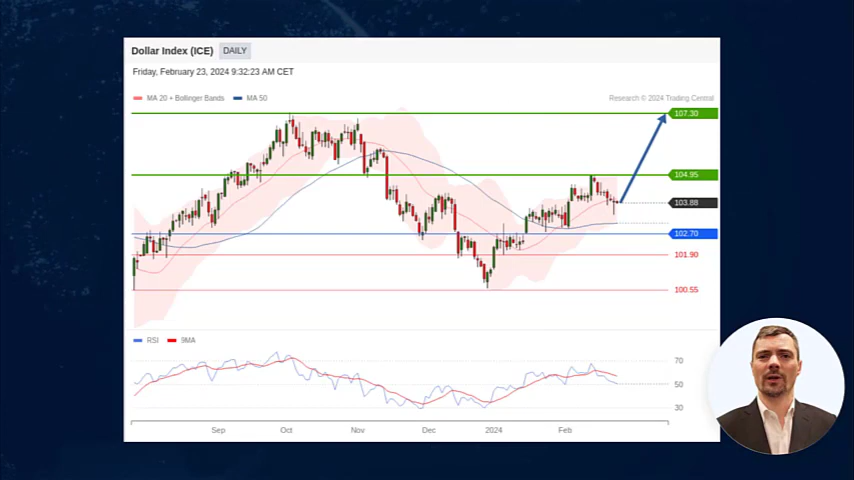 Dollar Index (ICE) DAILY
Friday, February 23, 2024 9:32:23 AM CET
MA 20 + Bollinger Bands MA 50 Research © 2024 Trading Central
107.30
104.95
103.88
102.70
101.90
100.55
RSI 9MA
70
50
30
Sep Oct Nov Dec 2024 Feb